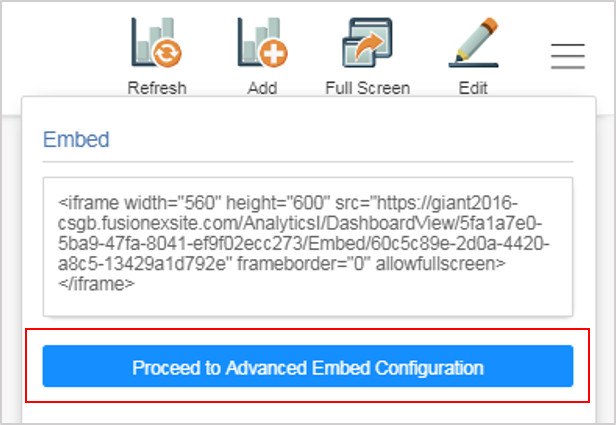 Refresh Add Full Screen Edit
Embed
<iframe width="560" height="600" src="https://giant2016-
csgb.fusionexsite.com/AnalyticsI/DashboardView/5fa1a7e0-
5ba9-47fa-8041-ef9f02ecc273/Embed/60c5c89e-2d0a-4420-
a8c5-13429a1d792e" frameborder="0" allowfullscreen>
</iframe>
Proceed to Advanced Embed Configuration